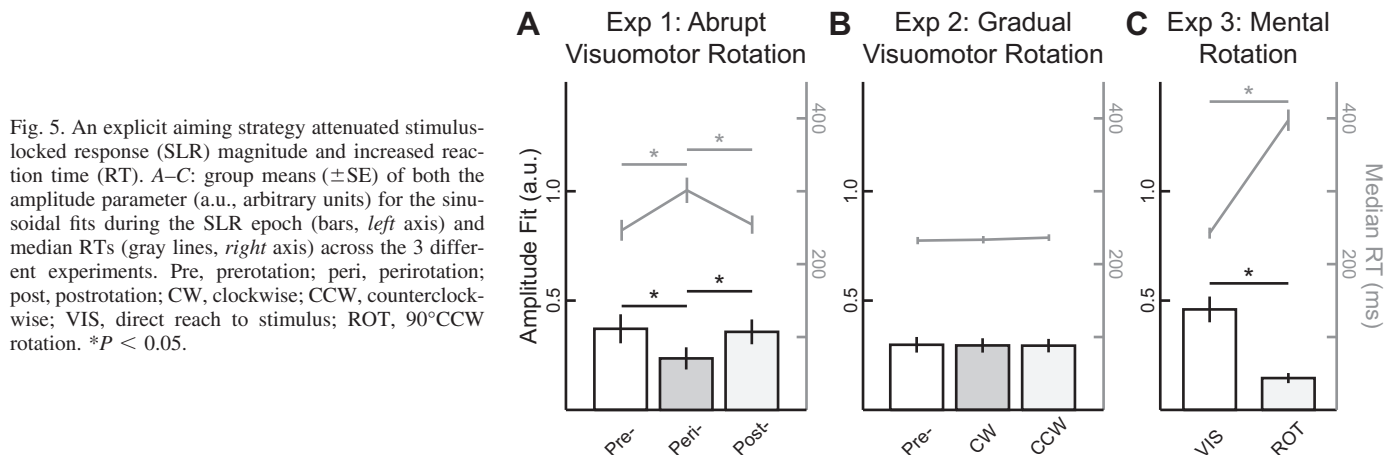 Fig. 5. An explicit aiming strategy attenuated stimulus-
locked response (SLR) magnitude and increased reac-
tion time (RT). A–C: group means (±SE) of both the
amplitude parameter (a.u., arbitrary units) for the sinu-
soidal fits during the SLR epoch (bars, left axis) and
median RTs (gray lines, right axis) across the 3 differ-
ent experiments. Pre, prerotation; peri, perirotation;
post, postrotation; CW, clockwise; CCW, counterclock-
wise; VIS, direct reach to stimulus; ROT, 90°CCW
rotation. *P < 0.05.
A Exp 1: Abrupt
Visuomotor Rotation
Amplitude Fit (a.u.)
1.0
0.5
* *
* *
400
200
Pre- Peri- Post-
B Exp 2: Gradual
Visuomotor Rotation
1.0
0.5
400
200
Pre- CW CCW
C Exp 3: Mental
Rotation
1.0
0.5
*
*
400
200
Median RT (ms)
VIS ROT